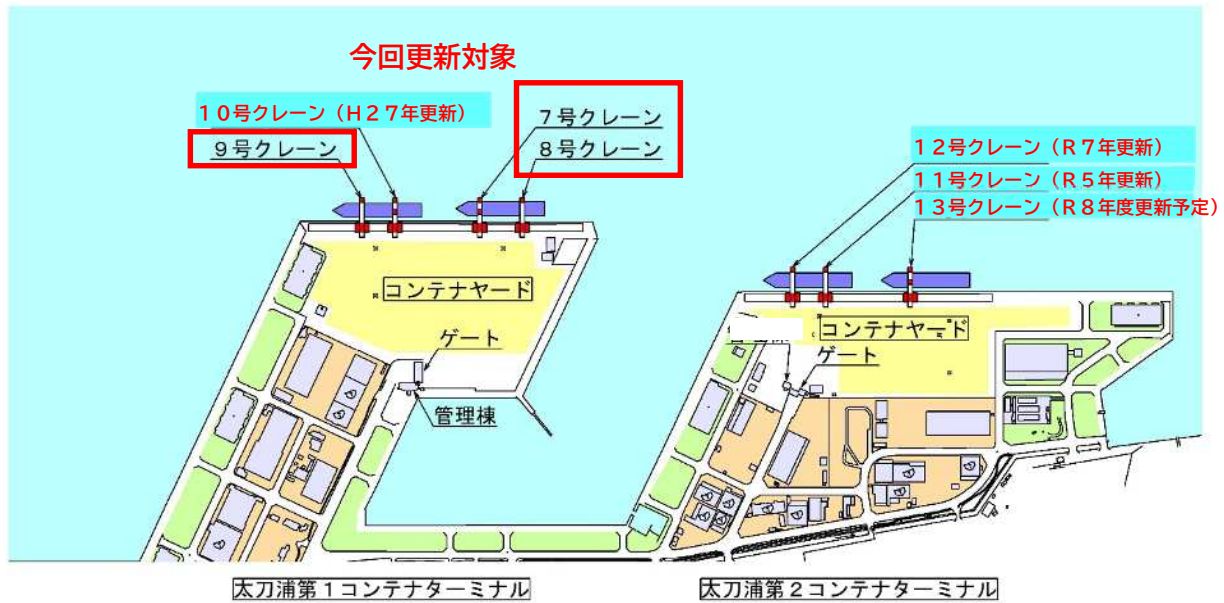 今回更新対象
10号クレーン（H27年更新）
9号クレーン
7号クレーン
8号クレーン
12号クレーン（R7年更新）
11号クレーン（R5年更新）
13号クレーン（R8年度更新予定）
コンテナヤード
ゲート
管理棟
コンテナヤード
ゲート
太刀浦第1コンテナターミナル
太刀浦第2コンテナターミナル